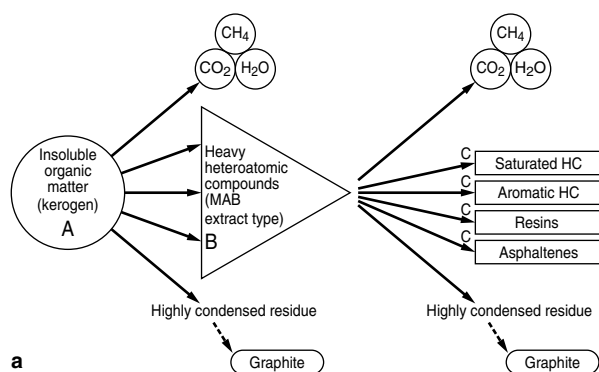 CH4
CO2 H2O
Insoluble
organic
matter
(kerogen)
A
Heavy
heteroatomic
compounds
(MAB
extract type)
B
Highly condensed residue
Graphite
CH4
CO2 H2O
C Saturated HC
C Aromatic HC
C Resins
C Asphaltenes
Highly condensed residue
Graphite
a